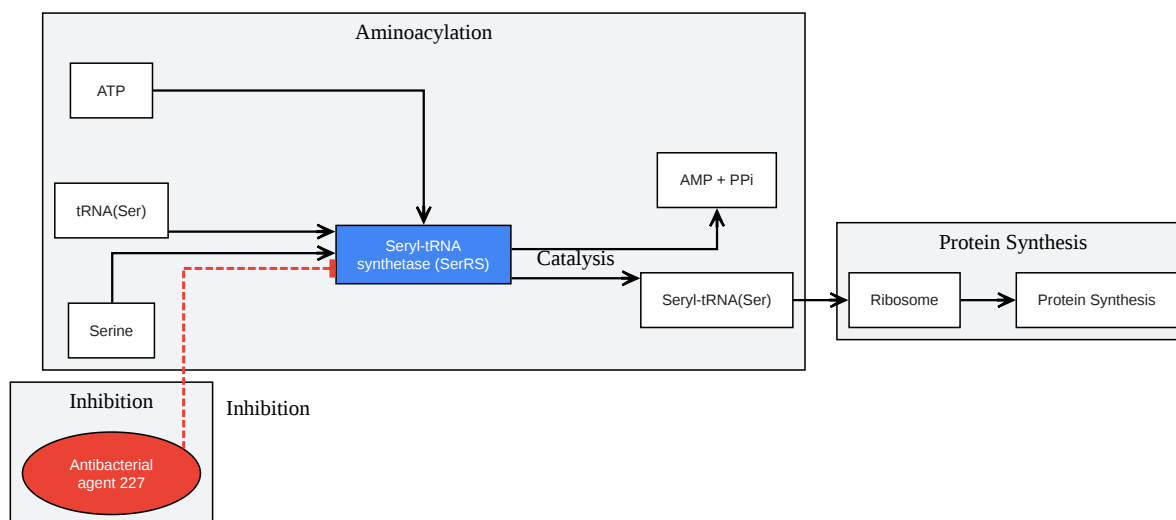 Aminoacylation
ATP
AMP + PPi
tRNA(Ser)
Seryl-tRNA
synthetase (SerRS)
Catalysis
Serine
Seryl-tRNA(Ser)
Protein Synthesis
Ribosome
Protein Synthesis
Inhibition
Inhibition
Antibacterial
agent 227